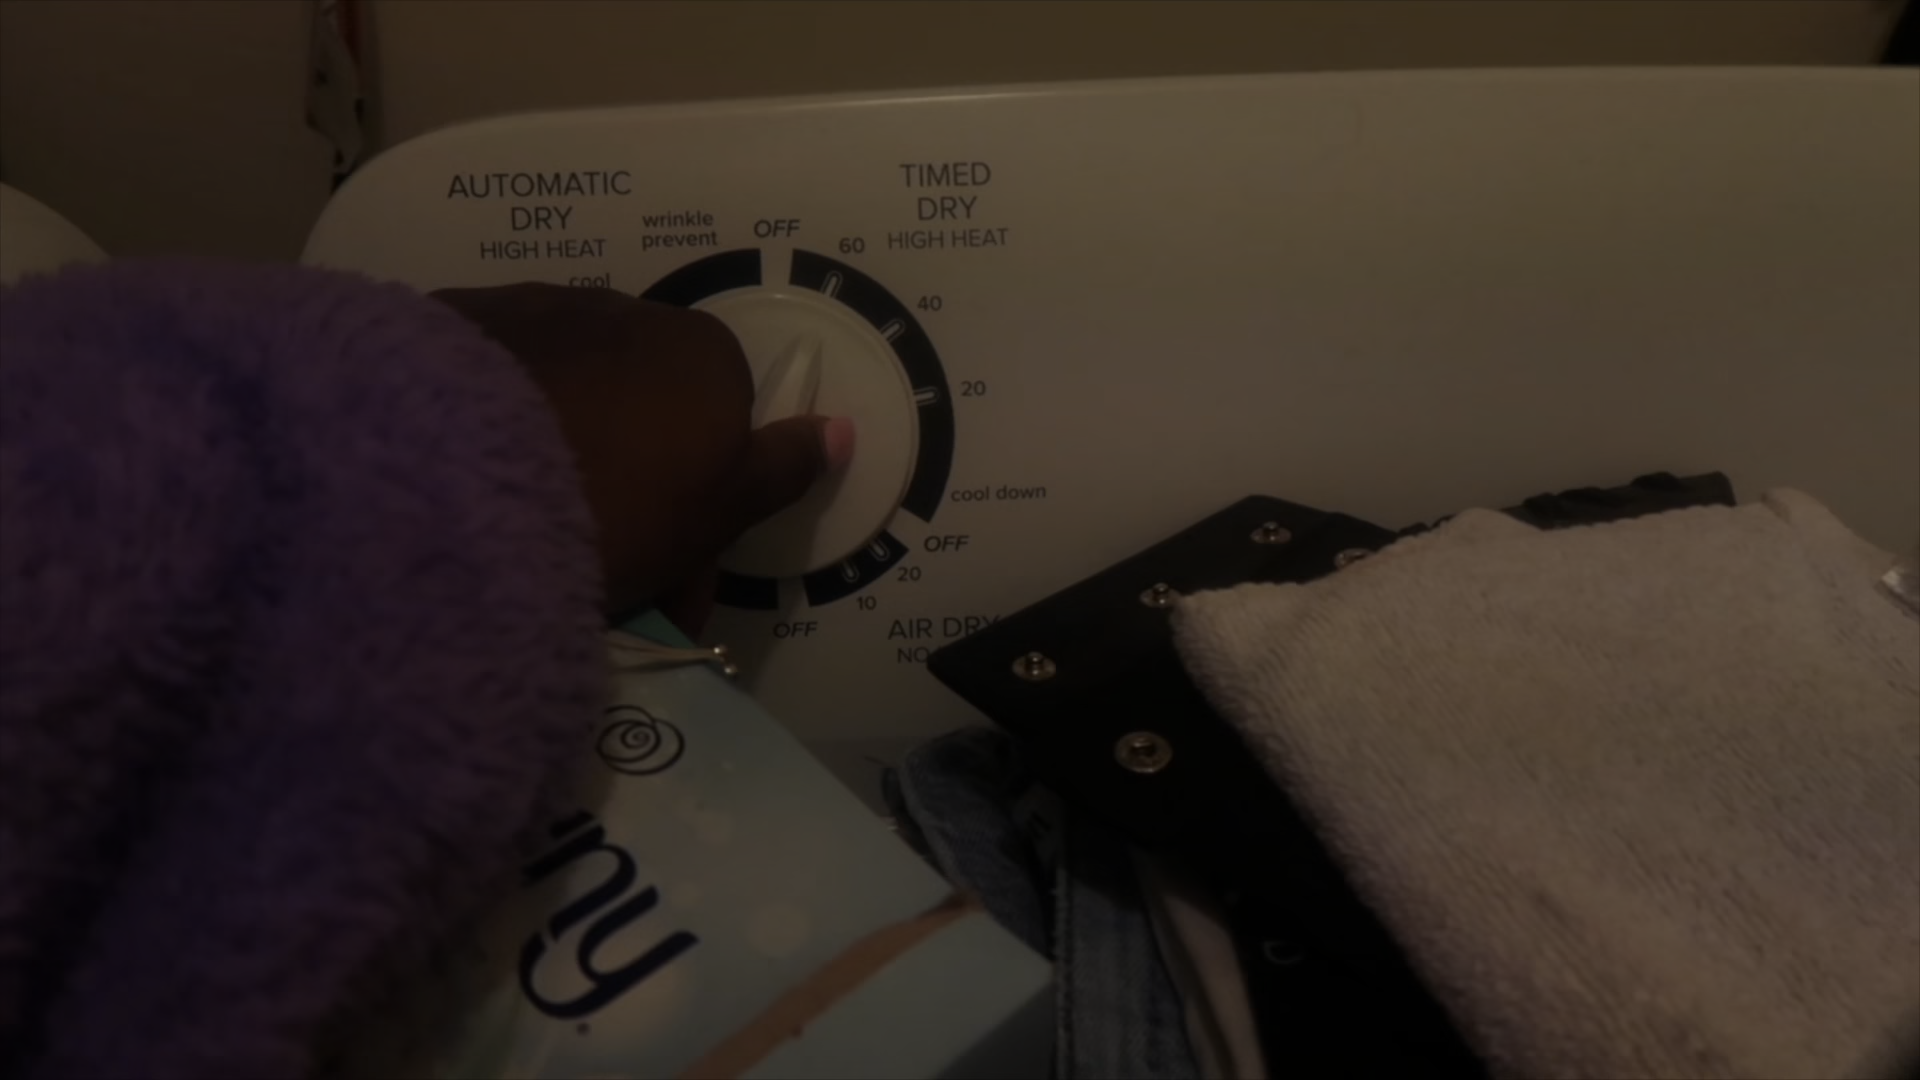 AUTOMATIC
DRY
HIGH HEAT
wrinkle
prevent
OFF
cool
TIMED
DRY
HIGH HEAT
60
40
20
cool down
OFF
20
10
OFF
AIR DRY
NO